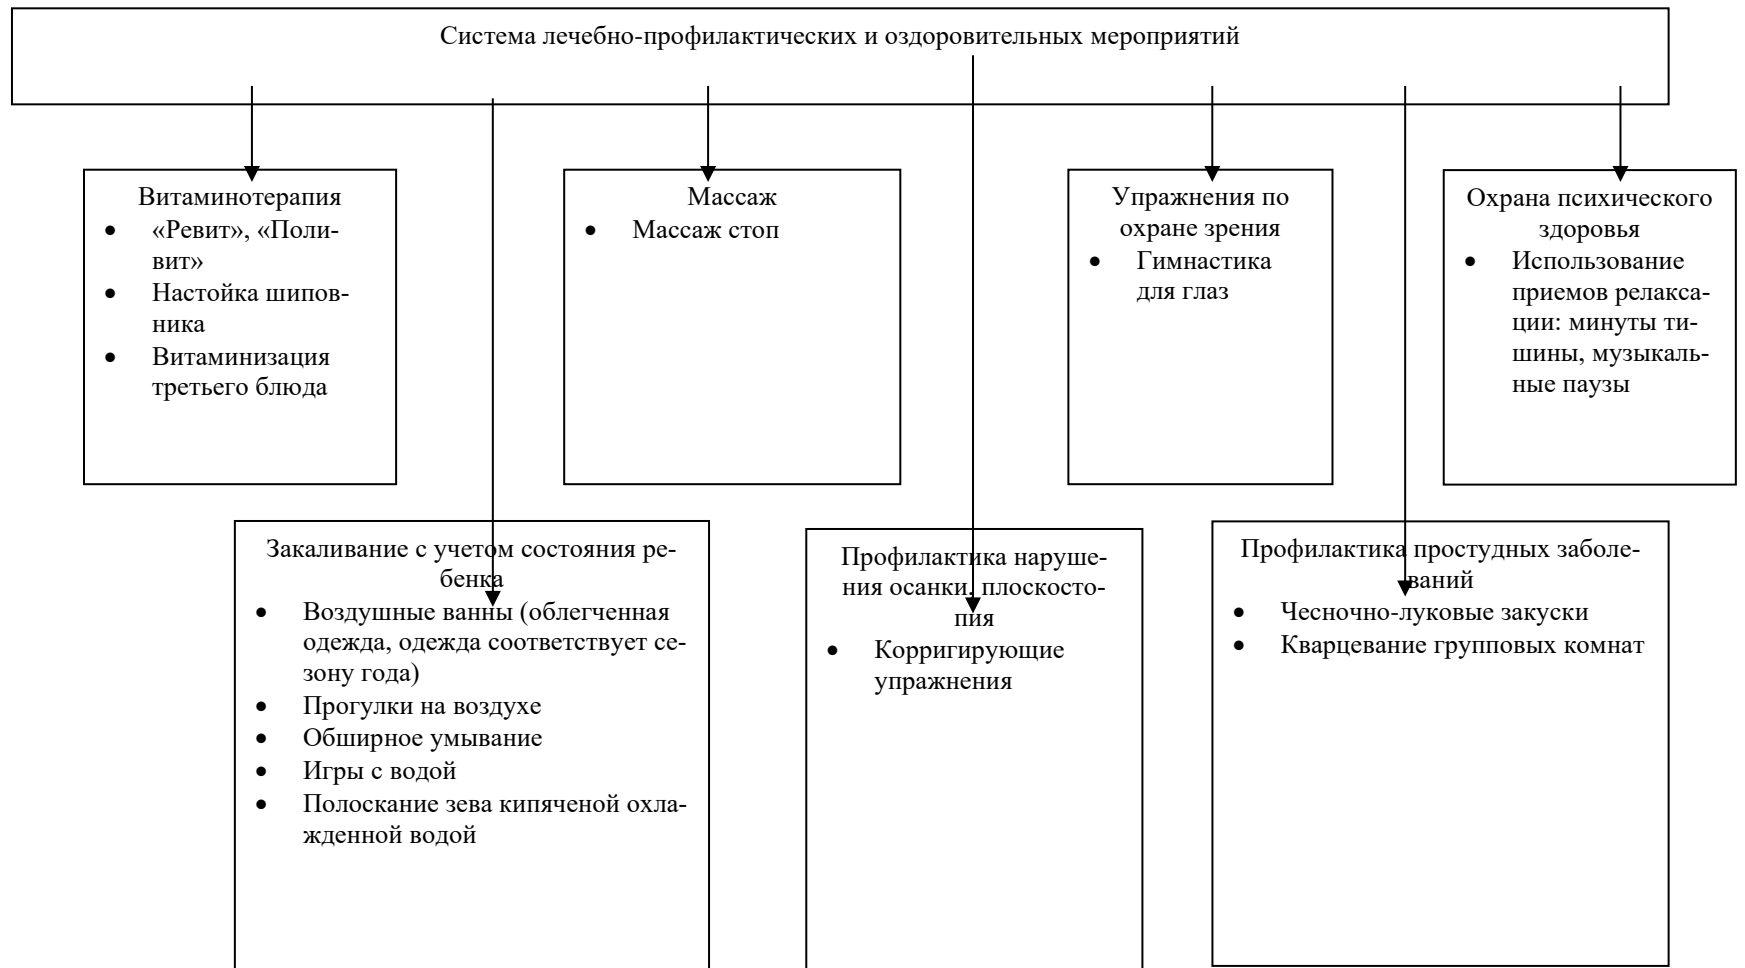 Система лечебно-профилактических и оздоровительных мероприятий
Витаминотерапия
• «Ревит», «Поли-
вит»
• Настойка шипов-
ника
• Витаминизация
третьего блюда
Массаж
• Массаж стоп
Упражнения по
охране зрения
• Гимнастика
для глаз
Охрана психического
здоровья
• Использование
приемов релакса-
ции: минуты ти-
шины, музыкаль-
ные паузы
Закаливание с учетом состояния ре-
бенка
• Воздушные ванны (облегченная
одежда, одежда соответствует се-
зону года)
• Прогулки на воздухе
• Обширное умывание
• Игры с водой
• Полоскание зева кипяченой охла-
жденной водой
Профилактика наруше-
ния осанки. плоскосто-
пия
• Корригирующие
упражнения
Профилактика простудных заболе-
ваний
• Чесночно-луковые закуски
• Кварцевание групповых комнат